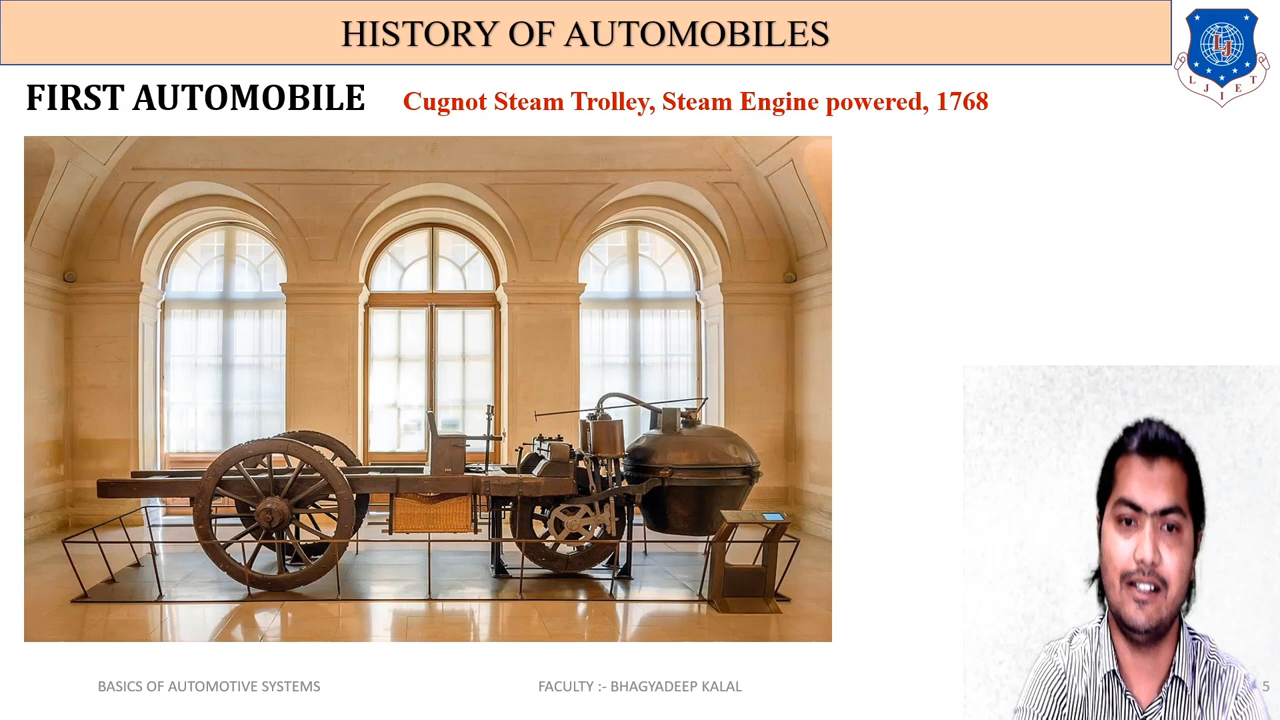 HISTORY OF AUTOMOBILES
LJ
L J I E T
FIRST AUTOMOBILE
Cugnot Steam Trolley, Steam Engine powered, 1768
BASICS OF AUTOMOTIVE SYSTEMS
FACULTY :- BHAGYADEEP KALAL
5